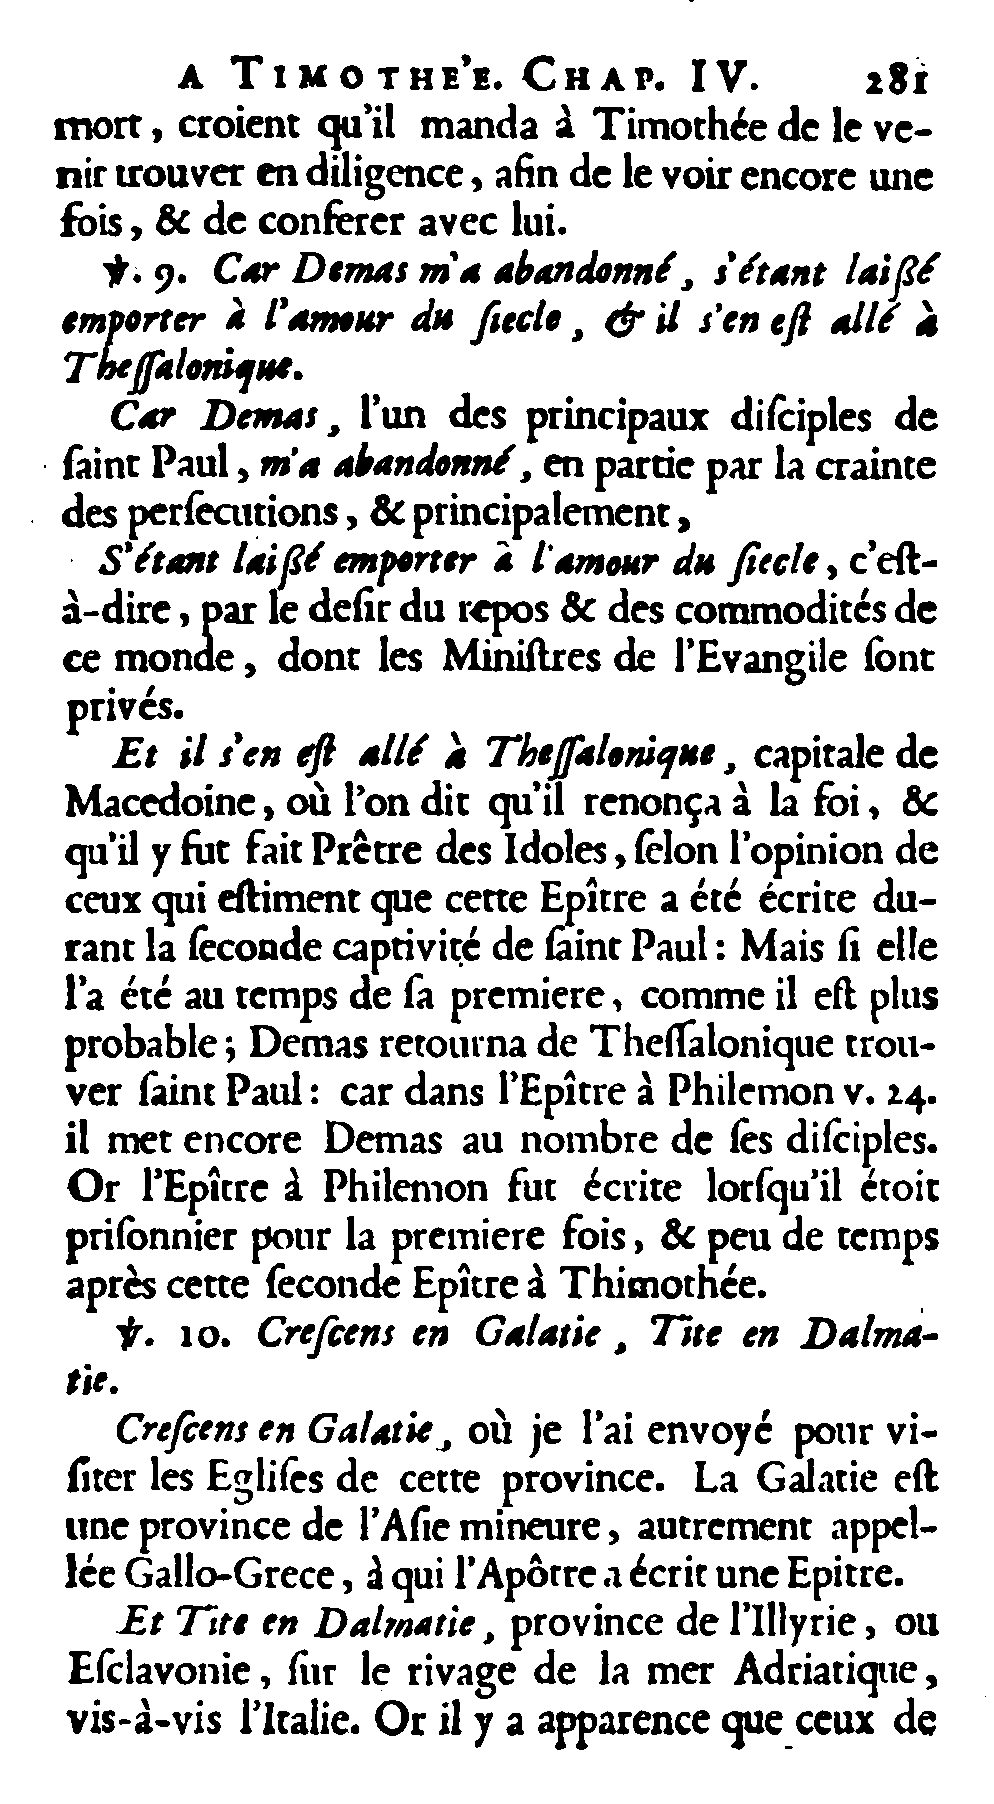 A TIMOTHE'E. CHAP. IV. 281
mort, croient qu'il manda à Timothée de le ve-
nir trouver en diligence, afin de le voir encore une
fois, & de conferer avec lui.
℣. 9. Car Demas m'a abandonné, s'étant laißé
emporter à l'amour du ſiecle, & il s'en eſt allé à
Theſſalonique.
Car Demas, l'un des principaux diſciples de
ſaint Paul, m'a abandonné, en partie par la crainte
des perſecutions, & principalement,
S'étant laißé emporter à l'amour du ſiecle, c'eſt-
à-dire, par le deſir du repos & des commodités de
ce monde, dont les Miniſtres de l'Evangile ſont
privés.
Et il s'en eſt allé à Theſſalonique, capitale de
Macedoine, où l'on dit qu'il renonça à la foi, &
qu'il y fut fait Prêtre des Idoles, ſelon l'opinion de
ceux qui eſtiment que cette Epître a été écrite du-
rant la ſeconde captivité de ſaint Paul: Mais ſi elle
l'a été au temps de ſa premiere, comme il eſt plus
probable; Demas retourna de Theſſalonique trou-
ver ſaint Paul: car dans l'Epître à Philemon v. 24.
il met encore Demas au nombre de ſes diſciples.
Or l'Epître à Philemon fut écrite lorſqu'il étoit
priſonnier pour la premiere fois, & peu de temps
après cette ſeconde Epître à Thimothée.
℣. 10. Creſcens en Galatie, Tite en Dalma-
tie.
Creſcens en Galatie, où je l'ai envoyé pour vi-
ſiter les Egliſes de cette province. La Galatie eſt
une province de l'Aſie mineure, autrement appel-
lée Gallo-Grece, à qui l'Apôtre a écrit une Epitre.
Et Tite en Dalmatie, province de l'Illyrie, ou
Eſclavonie, ſur le rivage de la mer Adriatique,
vis-à-vis l'Italie. Or il y a apparence que ceux de